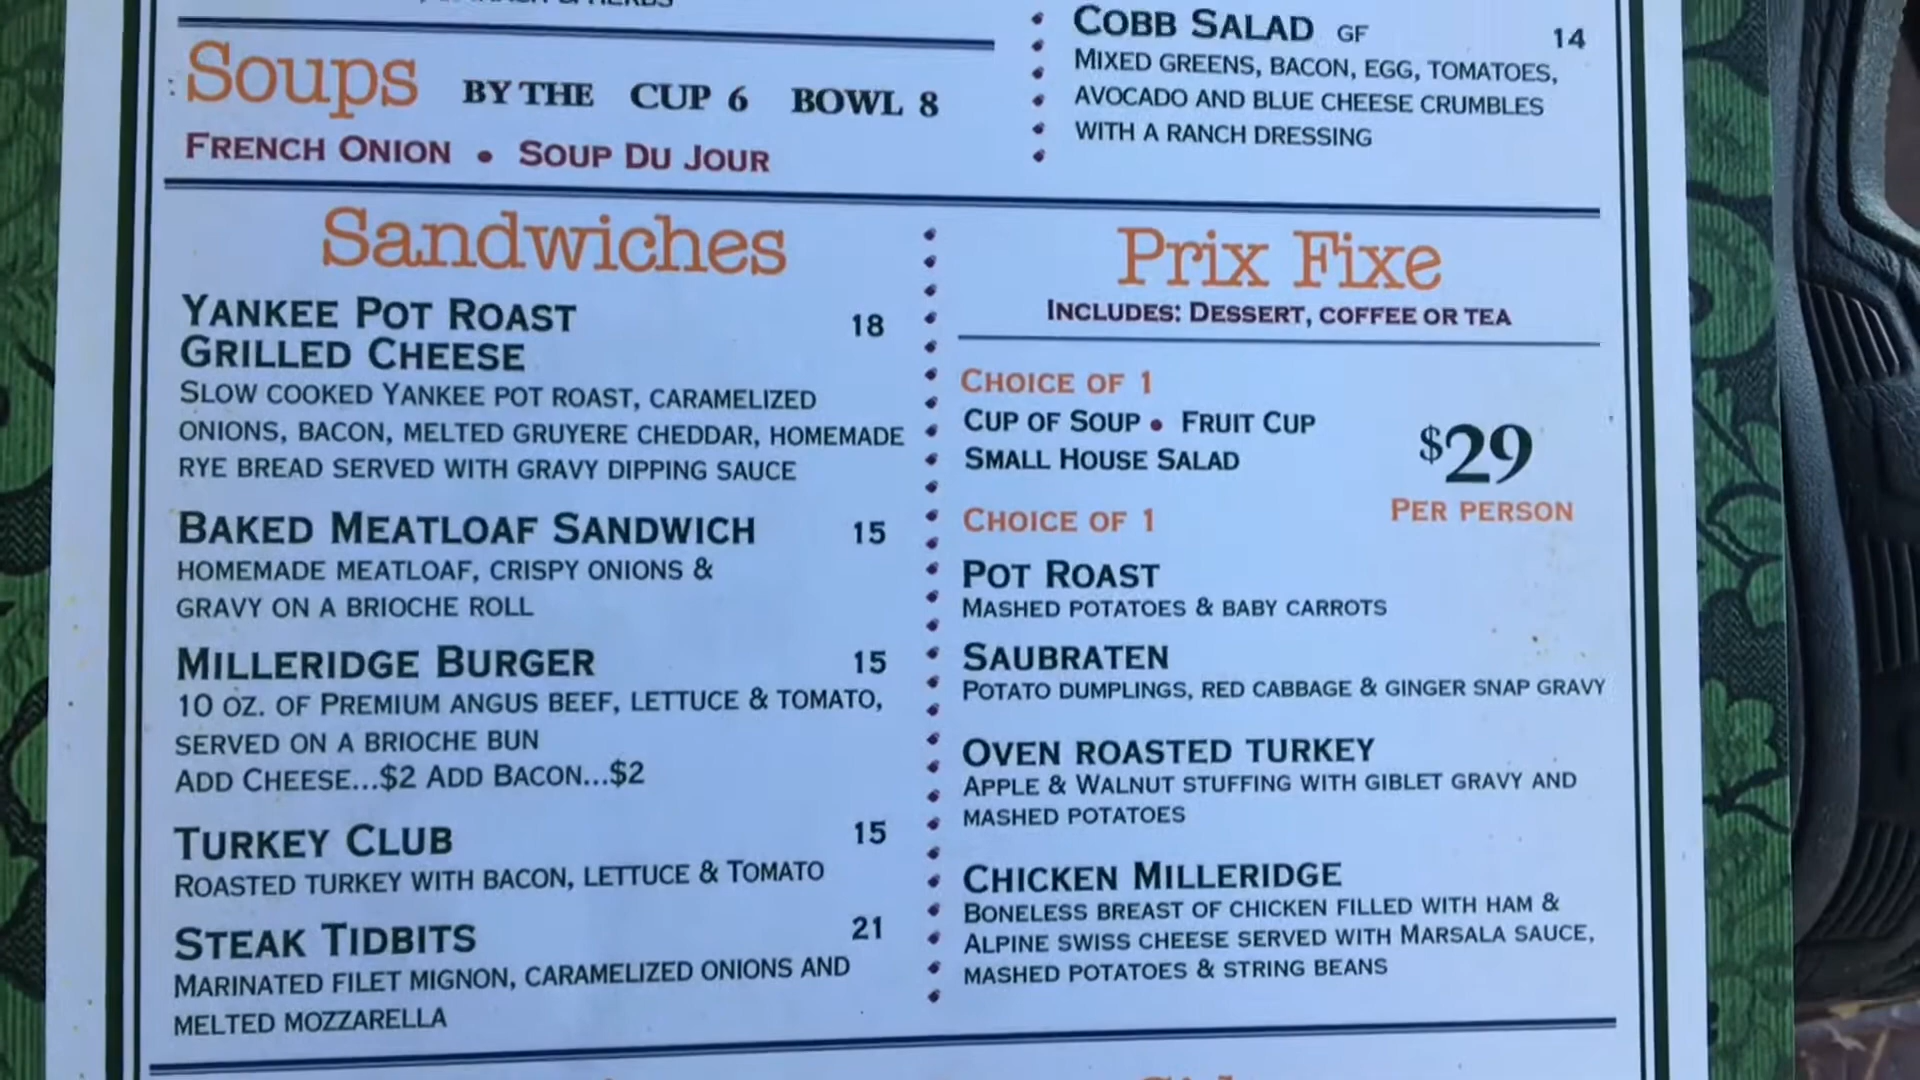 & HERBS
Soups BY THE CUP 6 BOWL 8
FRENCH ONION • SOUP DU JOUR
COBB SALAD GF 14
MIXED GREENS, BACON, EGG, TOMATOES,
AVOCADO AND BLUE CHEESE CRUMBLES
WITH A RANCH DRESSING
Sandwiches
YANKEE POT ROAST 18
GRILLED CHEESE
SLOW COOKED YANKEE POT ROAST, CARAMELIZED
ONIONS, BACON, MELTED GRUYERE CHEDDAR, HOMEMADE
RYE BREAD SERVED WITH GRAVY DIPPING SAUCE
BAKED MEATLOAF SANDWICH 15
HOMEMADE MEATLOAF, CRISPY ONIONS &
GRAVY ON A BRIOCHE ROLL
MILLERIDGE BURGER 15
10 OZ. OF PREMIUM ANGUS BEEF, LETTUCE & TOMATO,
SERVED ON A BRIOCHE BUN
ADD CHEESE...$2 ADD BACON...$2
TURKEY CLUB 15
ROASTED TURKEY WITH BACON, LETTUCE & TOMATO
STEAK TIDBITS 21
MARINATED FILET MIGNON, CARAMELIZED ONIONS AND
MELTED MOZZARELLA
Prix Fixe
INCLUDES: DESSERT, COFFEE OR TEA
CHOICE OF 1
CUP OF SOUP • FRUIT CUP
SMALL HOUSE SALAD
$29
PER PERSON
CHOICE OF 1
POT ROAST
MASHED POTATOES & BABY CARROTS
SAUBRATEN
POTATO DUMPLINGS, RED CABBAGE & GINGER SNAP GRAVY
OVEN ROASTED TURKEY
APPLE & WALNUT STUFFING WITH GIBLET GRAVY AND
MASHED POTATOES
CHICKEN MILLERIDGE
BONELESS BREAST OF CHICKEN FILLED WITH HAM &
ALPINE SWISS CHEESE SERVED WITH MARSALA SAUCE,
MASHED POTATOES & STRING BEANS